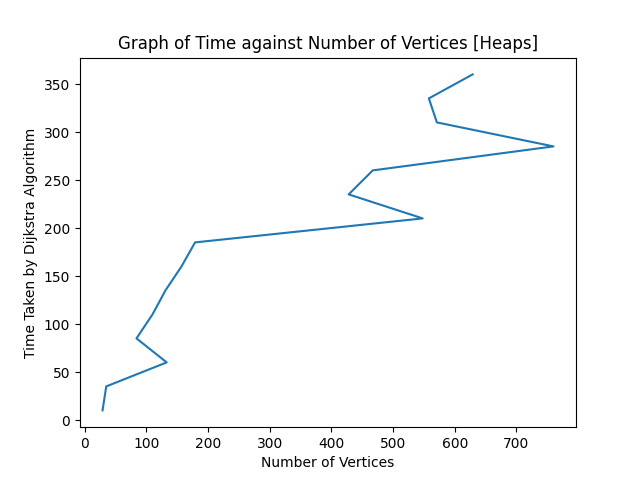 Graph of Time against Number of Vertices [Heaps]
Time Taken by Dijkstra Algorithm
350
300
250
200
150
100
50
0
0 100 200 300 400 500 600 700
Number of Vertices